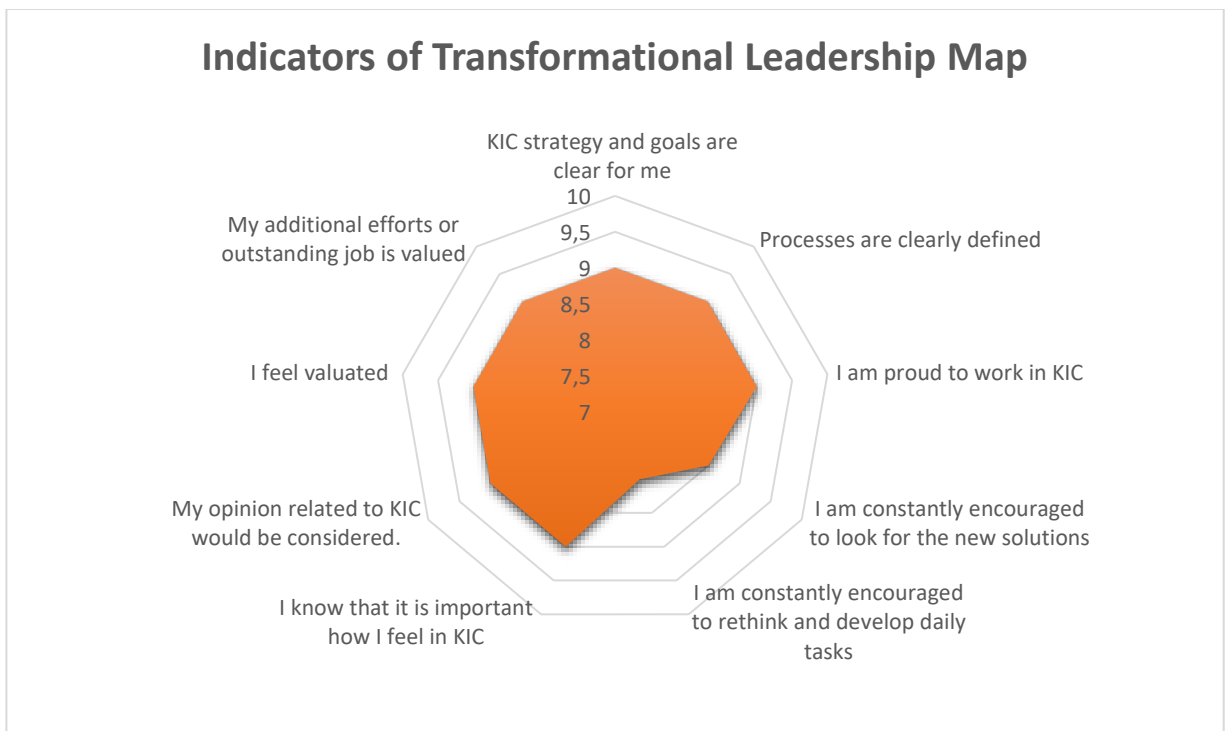 Indicators of Transformational Leadership Map
KIC strategy and goals are
clear for me
10
9,5
9
8,5
8
7,5
7
Processes are clearly defined
I am proud to work in KIC
I am constantly encouraged
to look for the new solutions
I am constantly encouraged
to rethink and develop daily
tasks
I know that it is important
how I feel in KIC
My opinion related to KIC
would be considered.
I feel valuated
My additional efforts or
outstanding job is valued